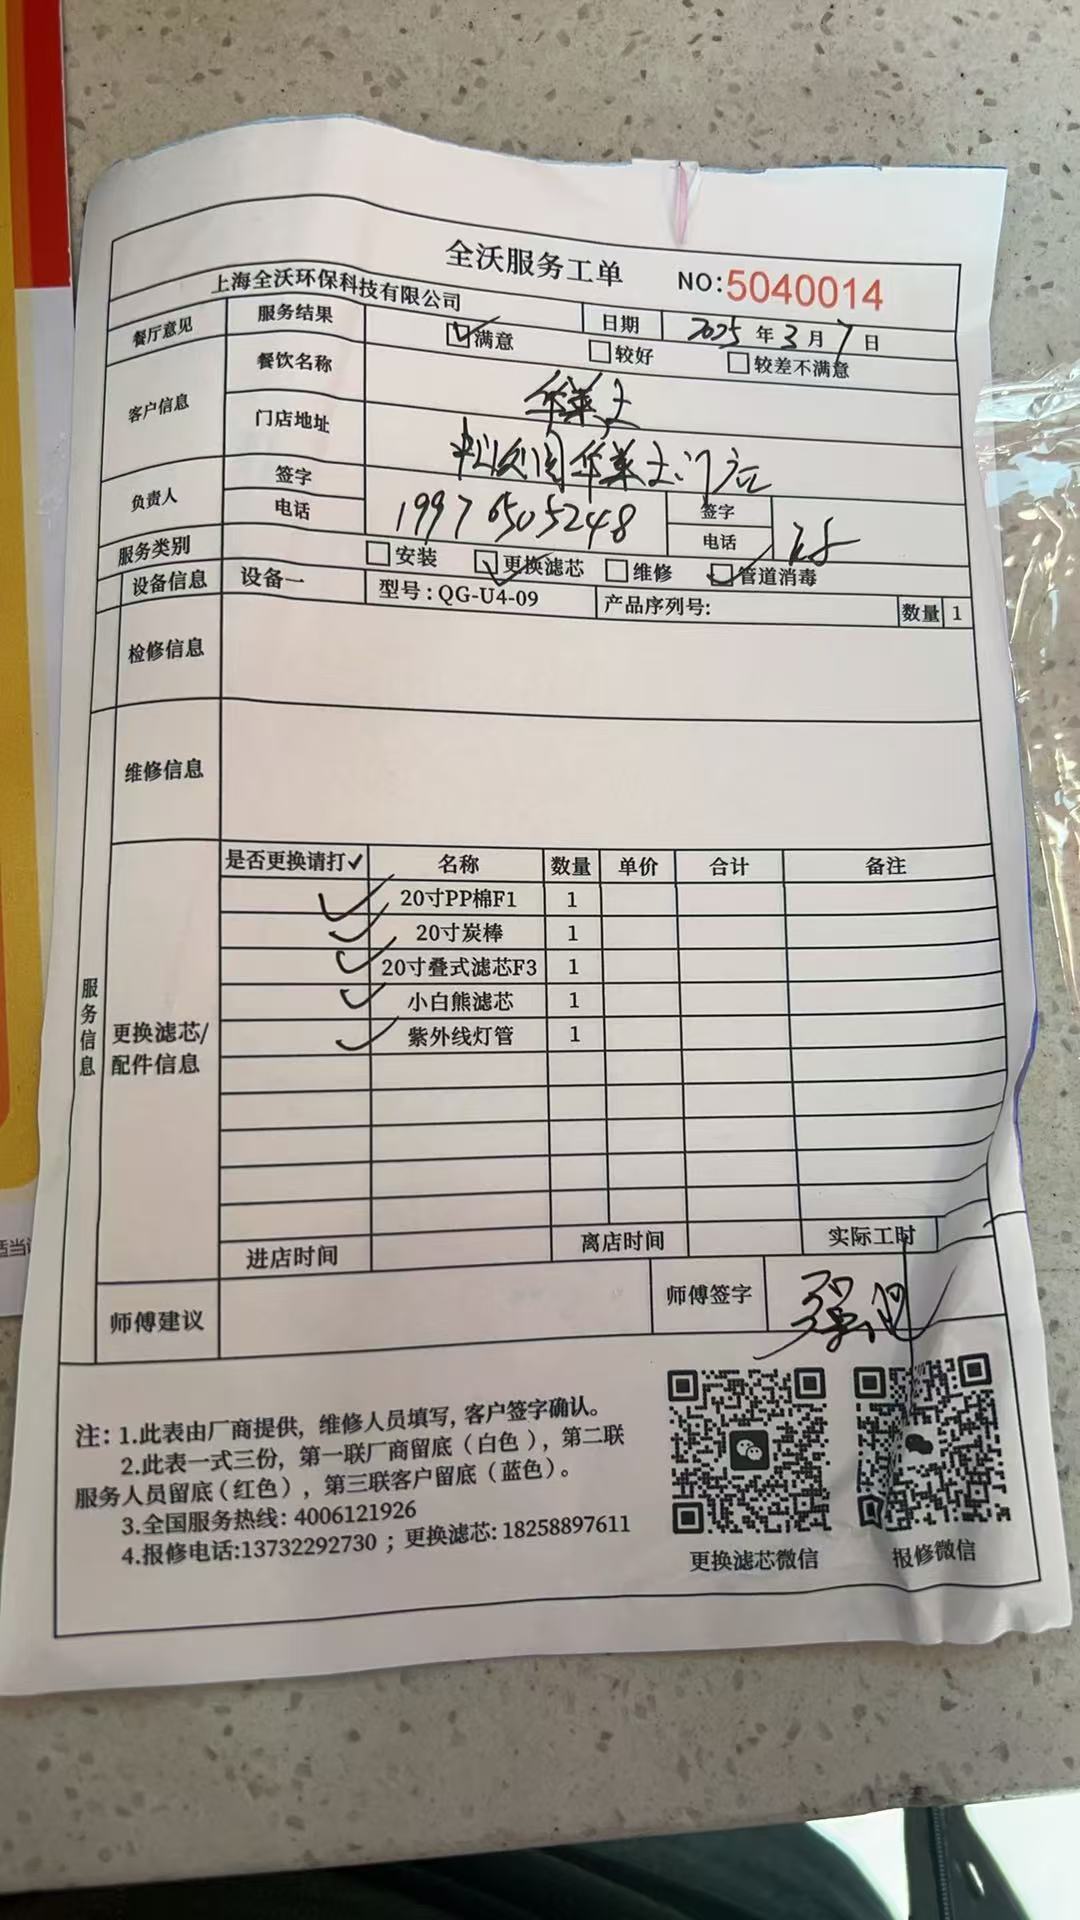 全沃服务工单 NO:5040014
上海全沃环保科技有限公司 日期 2025 年 3 月 7 日
餐厅意见 服务结果 满意 较好 较差不满意
客户信息 餐饮名称 华莱士
门店地址 华莱士门店
负责人 签字 签字
电话 19976505248 电话
服务类别 安装 更换滤芯 维修 管道消毒
设备信息 设备一 型号:QG-U4-09 产品序列号: 数量 1
检修信息
维修信息
服务信息
更换滤芯/
配件信息
是否更换请打✓ 名称 数量 单价 合计 备注
✓ 20寸PP棉F1 1
✓ 20寸炭棒 1
✓ 20寸叠式滤芯F3 1
✓ 小白熊滤芯 1
✓ 紫外线灯管 1
进店时间 离店时间 实际工时
师傅建议 师傅签字
注: 1.此表由厂商提供，维修人员填写，客户签字确认。
2.此表一式三份，第一联厂商留底（白色），第二联
服务人员留底（红色），第三联客户留底（蓝色）。
3.全国服务热线: 4006121926
4.报修电话:13732292730 ；更换滤芯: 18258897611
更换滤芯微信 报修微信
适当